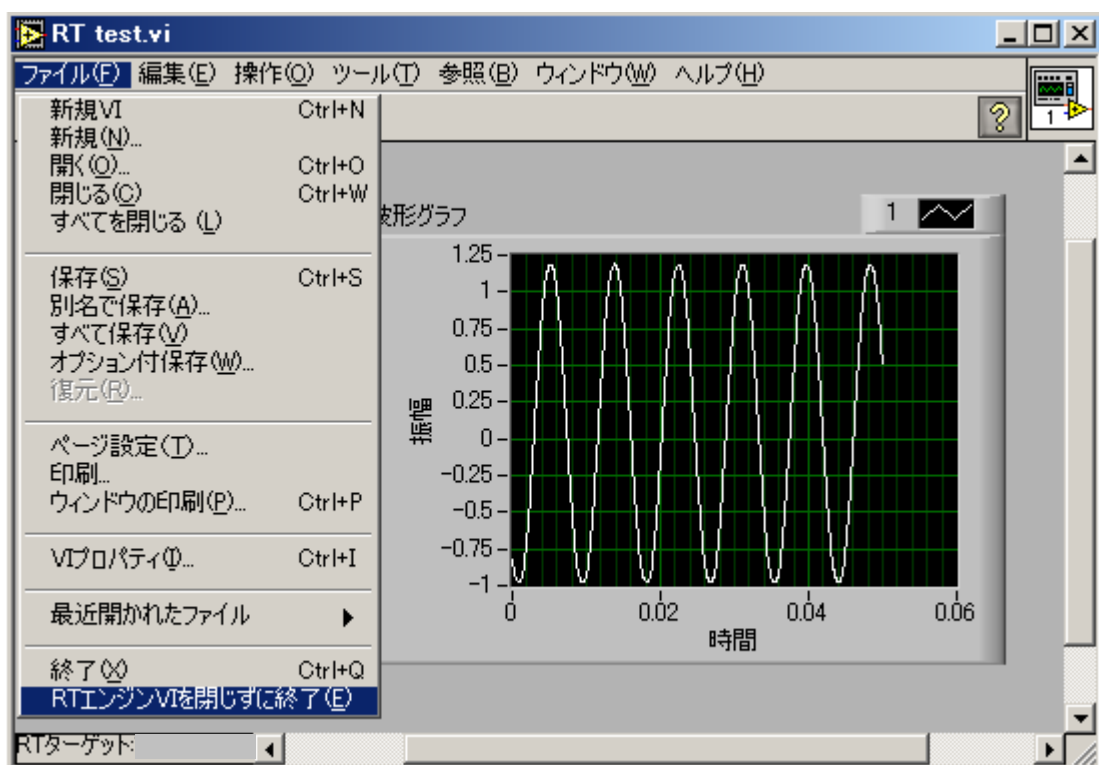 RT test.vi
ファイル(F) 編集(E) 操作(O) ツール(T) 参照(B) ウィンドウ(W) ヘルプ(H)
新規VI Ctrl+N
新規(N)...
開く(O)... Ctrl+O
閉じる(C) Ctrl+W
すべてを閉じる (L)
保存(S) Ctrl+S
別名で保存(A)...
すべて保存(V)
オプション付保存(W)...
復元(R)...
ページ設定(T)...
印刷...
ウィンドウの印刷(P)... Ctrl+P
VIプロパティ(I)... Ctrl+I
最近開かれたファイル
終了(X) Ctrl+Q
RTエンジンVIを閉じずに終了(E)
?
1
波形グラフ
1
1.25
1
0.75
0.5
0.25
0
-0.25
-0.5
-0.75
-1
振幅
0 0.02 0.04 0.06
時間
RTターゲット: